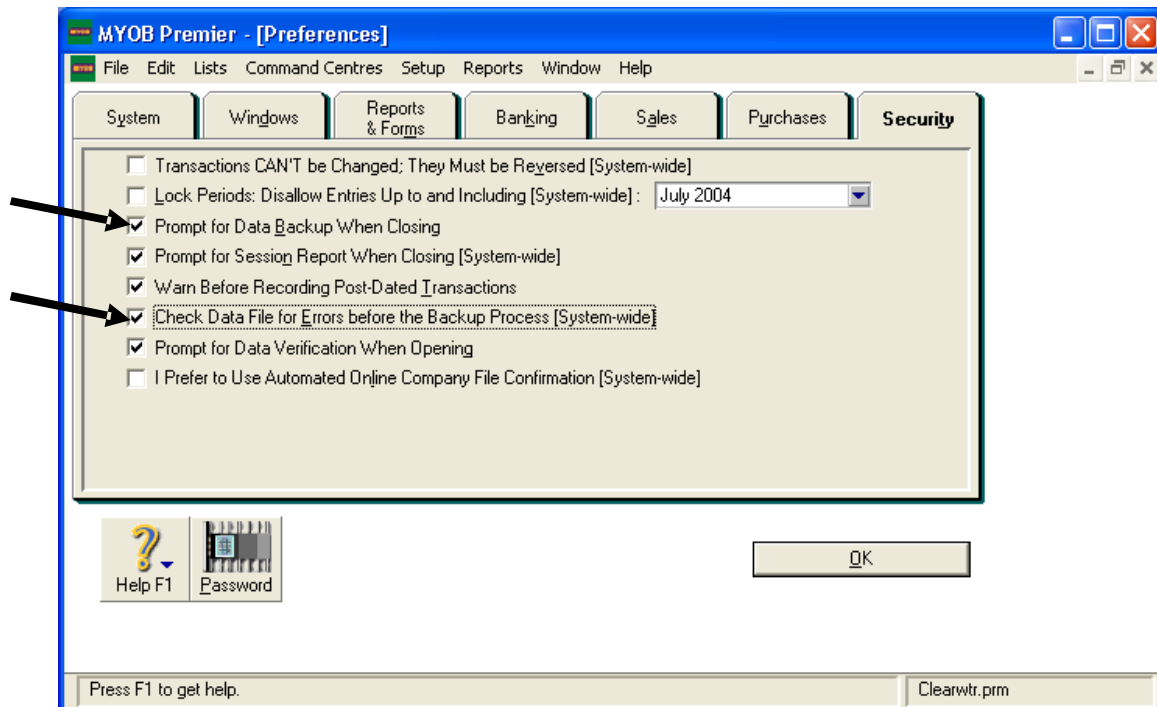 MYOB Premier - [Preferences]
File Edit Lists Command Centres Setup Reports Window Help
System Windows Reports & Forms Banking Sales Purchases Security
Transactions CAN'T be Changed; They Must be Reversed [System-wide]
Lock Periods: Disallow Entries Up to and Including [System-wide] : July 2004
Prompt for Data Backup When Closing
Prompt for Session Report When Closing [System-wide]
Warn Before Recording Post-Dated Transactions
Check Data File for Errors before the Backup Process [System-wide]
Prompt for Data Verification When Opening
I Prefer to Use Automated Online Company File Confirmation [System-wide]
OK
Help F1 Password
Press F1 to get help. Clearwtr.prm